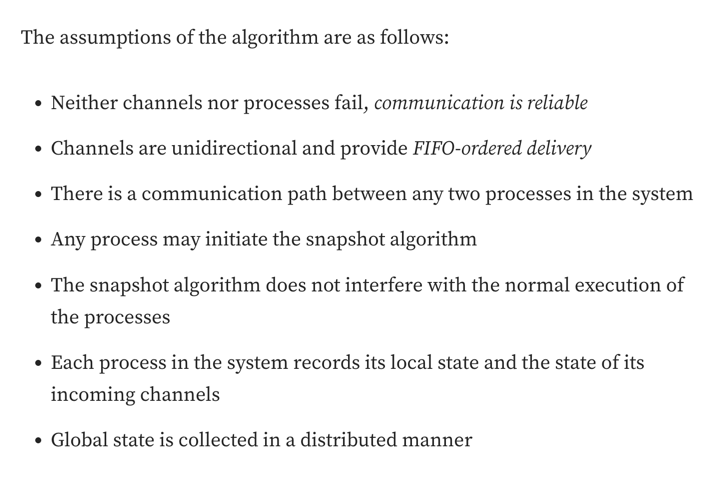 The assumptions of the algorithm are as follows:
• Neither channels nor processes fail, communication is reliable
• Channels are unidirectional and provide FIFO-ordered delivery
• There is a communication path between any two processes in the system
• Any process may initiate the snapshot algorithm
• The snapshot algorithm does not interfere with the normal execution of
the processes
• Each process in the system records its local state and the state of its
incoming channels
• Global state is collected in a distributed manner